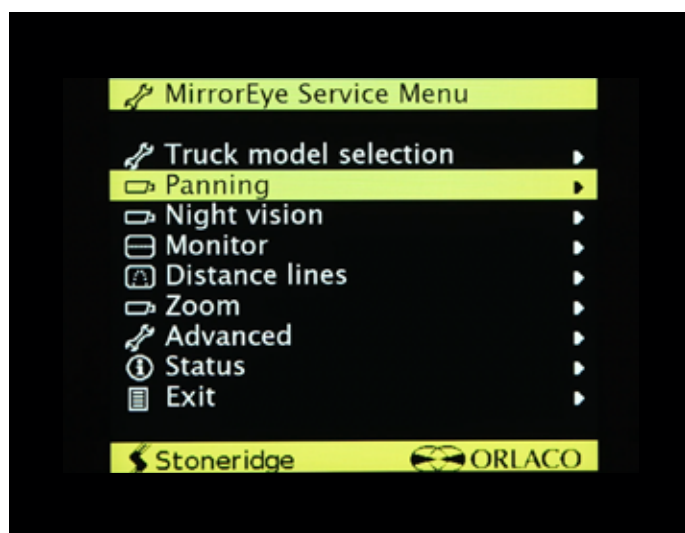 MirrorEye Service Menu
Truck model selection
Panning
Night vision
Monitor
Distance lines
Zoom
Advanced
Status
Exit
Stoneridge ORLACO